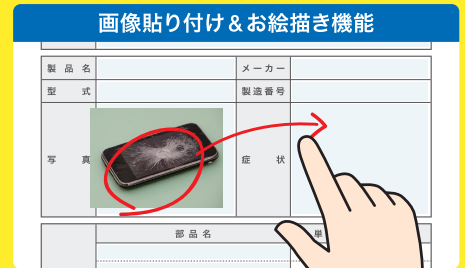 画像貼り付け＆お絵描き機能
製品名
メーカー
型式
製造番号
写真
症状
部品名
単